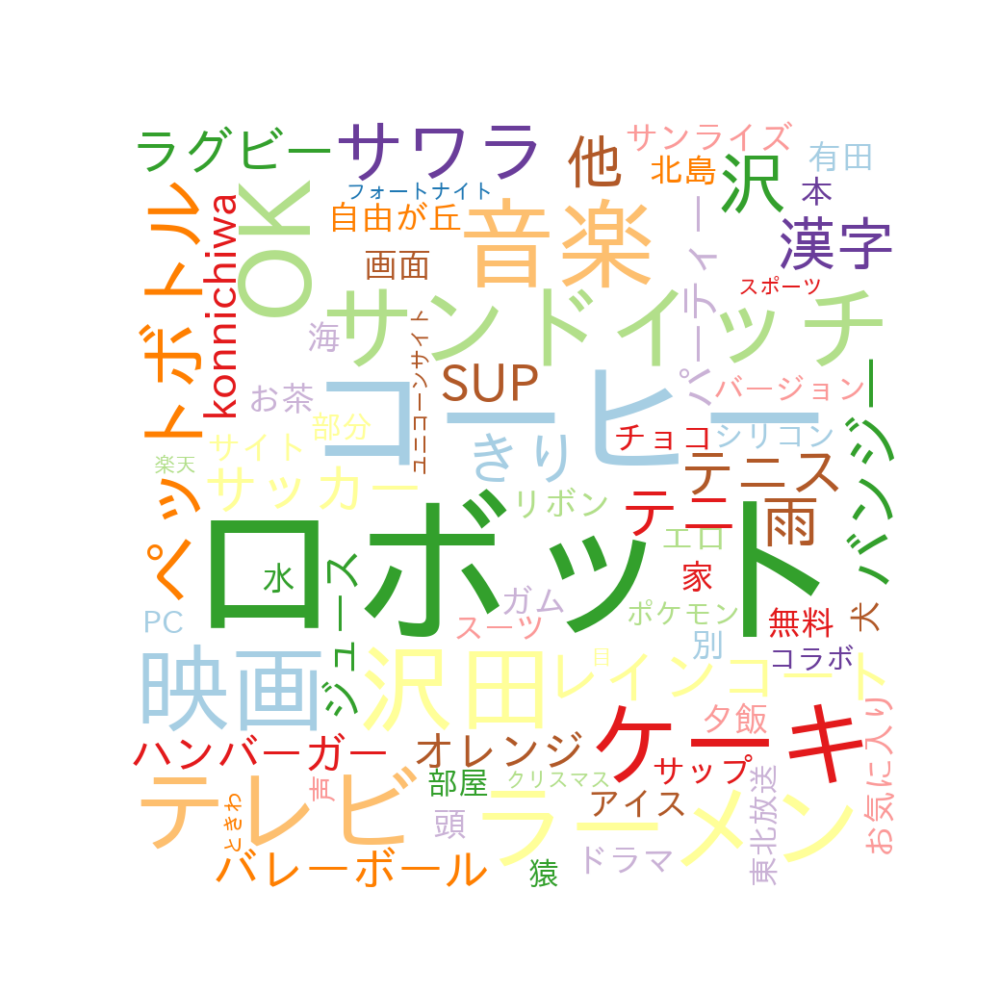 ラグビー
サワラ
他
サンライズ
北島
沢
有田
本
フォートナイト
自由が丘
OK
konnichiwa
ペットボトル
音楽
漢字
画面
パーティー
スポーツ
サンドイッチ
海
ユニコーンサイト
お茶
SUP
コーヒー
バージョン
バンジー
部分
きり
チョコ
シリコン
サイト
楽天
サッカー
テニス
リボン
テニ
雨
エロ
ロボット
水
ジュース
ガム
家
PC
スーツ
ポケモン
無料
大
別
コラボ
映画
沢田
日
レインコート
ケーキ
夕飯
お気に入り
ハンバーガー
オレンジ
サップ
部屋
クリスマス
東北放送
声
アイス
テレビ
ときわ
頭
ラーメン
バレーボール
猿
ドラマ